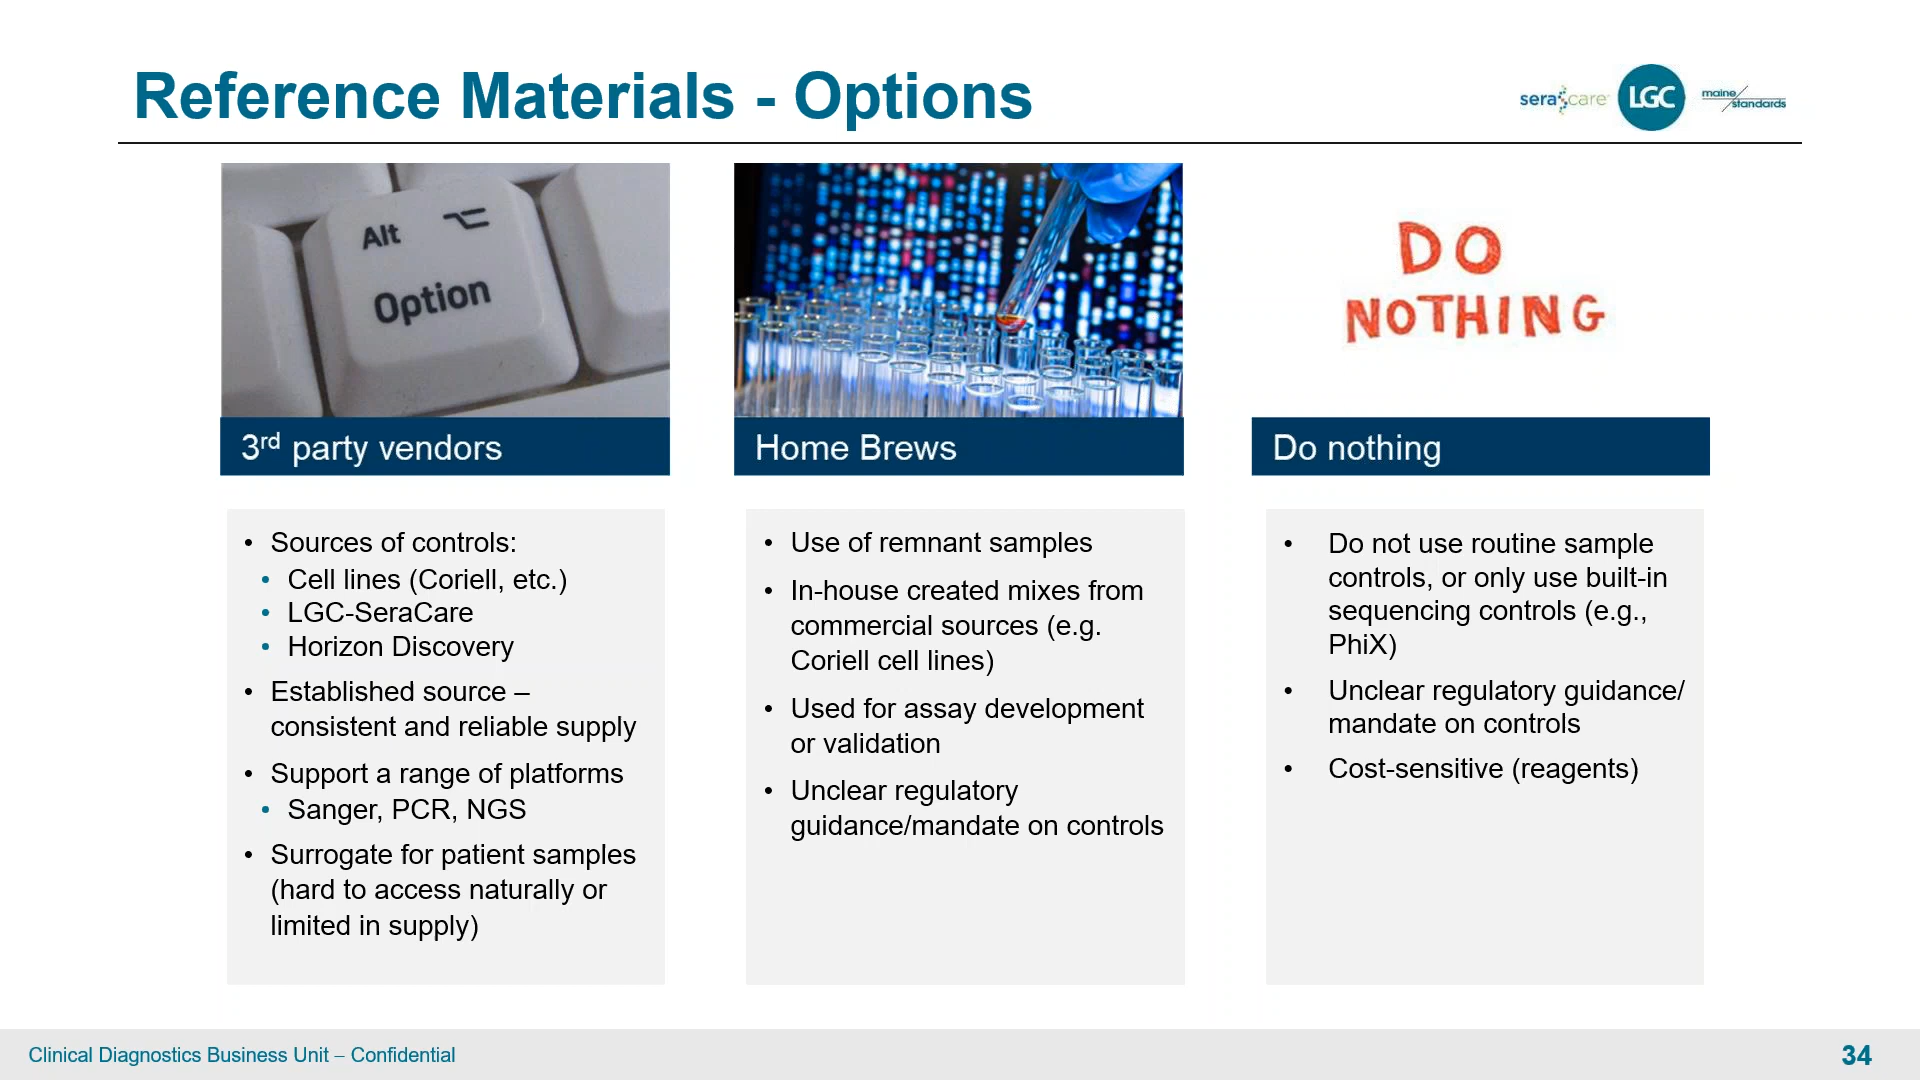 Reference Materials - Options
sera care
LGC
maine
standards
Alt
Option
DO
NOTHING
3rd party vendors
Home Brews
Do nothing
• Sources of controls:
• Cell lines (Coriell, etc.)
• LGC-SeraCare
• Horizon Discovery
• Established source –
consistent and reliable supply
• Support a range of platforms
• Sanger, PCR, NGS
• Surrogate for patient samples
(hard to access naturally or
limited in supply)
• Use of remnant samples
• In-house created mixes from
commercial sources (e.g.
Coriell cell lines)
• Used for assay development
or validation
• Unclear regulatory
guidance/mandate on controls
• Do not use routine sample
controls, or only use built-in
sequencing controls (e.g.,
PhiX)
• Unclear regulatory guidance/
mandate on controls
• Cost-sensitive (reagents)
Clinical Diagnostics Business Unit – Confidential
34